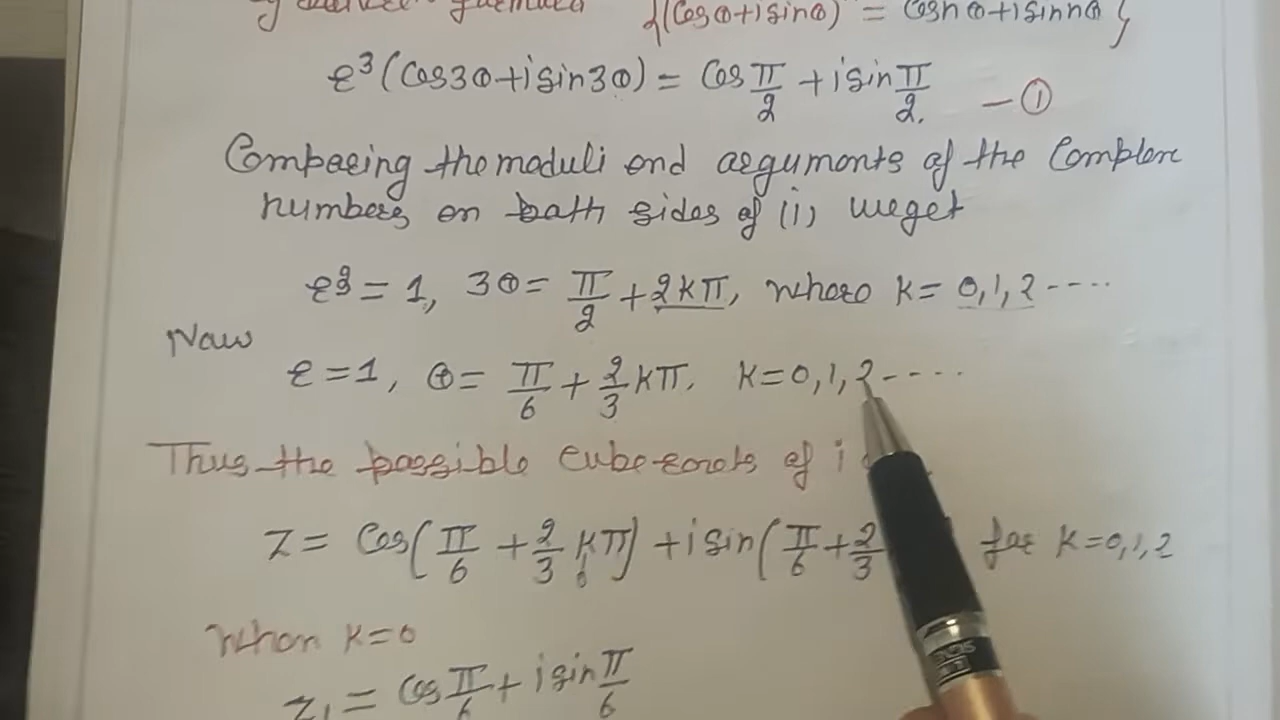 formula {(Cosθ+isinθ) = Cosnθ+isinnθ}
r³(Cos3θ+isin3θ) = Cos π/2 + isin π/2. — ①
Comparing the moduli and arguments of the Complex
numbers on both sides of (i) we get
r³ = 1, 3θ = π/2 + 2kπ, where k = 0,1,2 ----
Now
r = 1, θ = π/6 + 2/3 kπ, k=0,1,2----
Thus the possible cube roots of i
Z = Cos(π/6 + 2/3 kπ) + isin(π/6 + 2/3 for k=0,1,2
When k=0
Z₁ = Cos π/6 + isin π/6